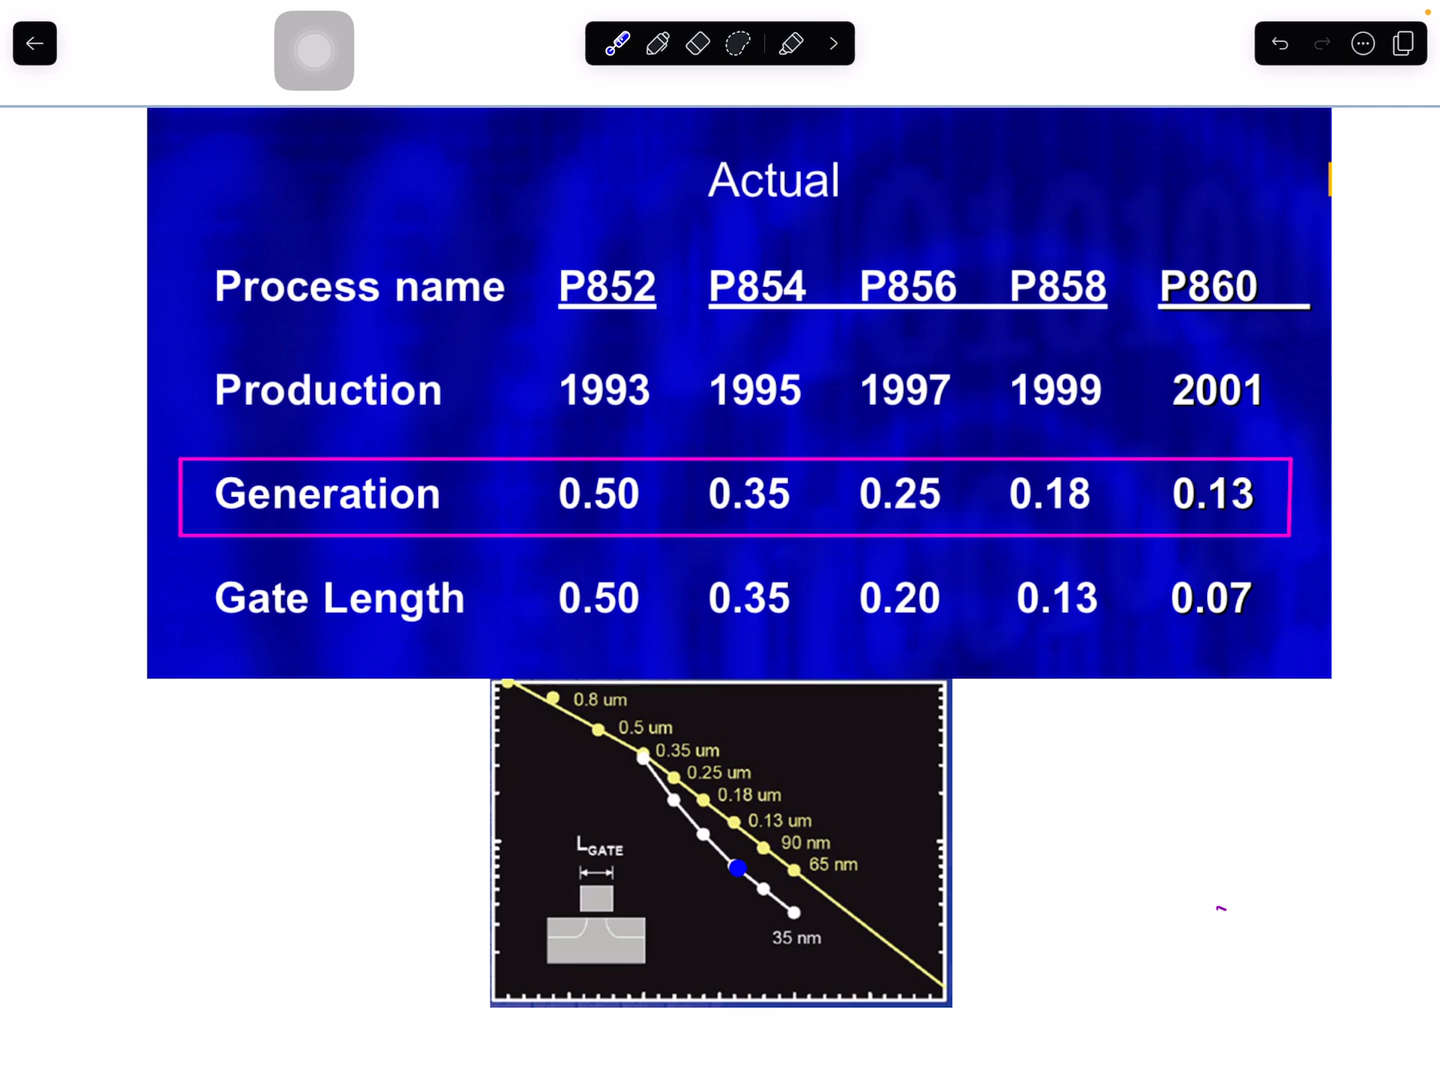 Actual
Process name P852 P854 P856 P858 P860
Production 1993 1995 1997 1999 2001
Generation 0.50 0.35 0.25 0.18 0.13
Gate Length 0.50 0.35 0.20 0.13 0.07
0.8 um
0.5 um
0.35 um
0.25 um
0.18 um
0.13 um
90 nm
65 nm
LGATE
35 nm